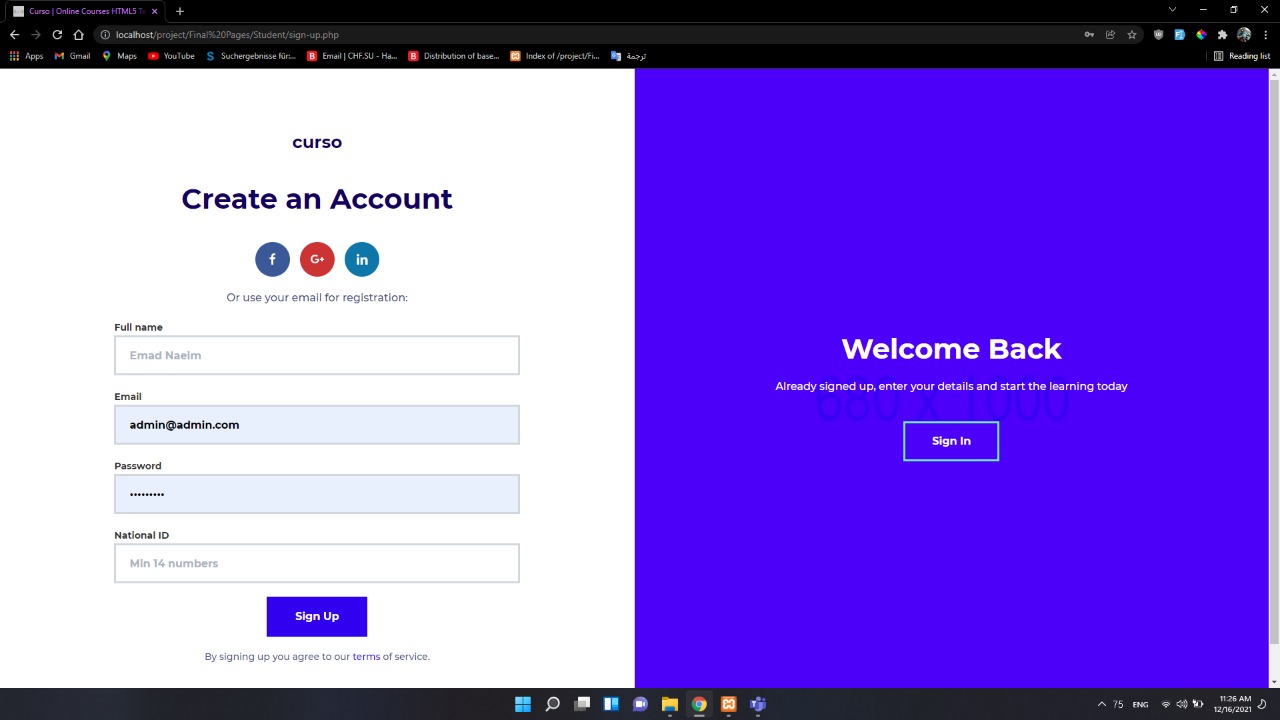 Curso | Online Courses HTML5 Te
localhost/project/Final%20Pages/Student/sign-up.php
Apps
Gmail
Maps
YouTube
Suchergebnisse für:...
Email | CHF.SU - Ha...
Distribution of base...
Index of /project/Fi...
ترجمة
Reading list
curso
Create an Account
f
G+
in
Or use your email for registration:
Full name
Emad Naeim
Email
admin@admin.com
Password
•••••••••
National ID
Min 14 numbers
Sign Up
By signing up you agree to our terms of service.
Welcome Back
Already signed up, enter your details and start the learning today
680 x 1000
Sign In
75
ENG
11:26 AM
12/16/2021